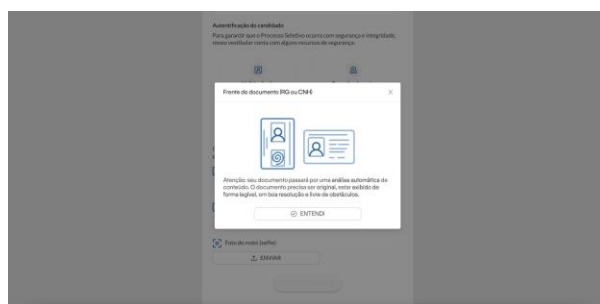 Autentificação do candidato
Para garantir que o Processo Seletivo ocorra com segurança e integridade,
nosso vestibular conta com alguns recursos de segurança:
Frente do documento (RG ou CNH)
Atenção, seu documento passará por uma análise automática de
conteúdo. O documento precisa ser original, estar exibido de
forma legível, em boa resolução e livre de obstáculos.
ENTENDI
Foto do rosto (selfie)
ENVIAR